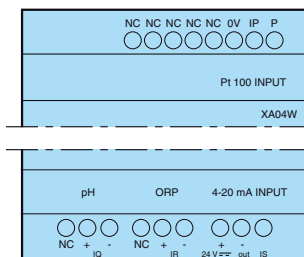 NC NC NC NC NC 0V IP P
Pt 100 INPUT
XA04W
pH ORP 4-20 mA INPUT
NC + - NC + - + -
IQ IR 24 V out IS